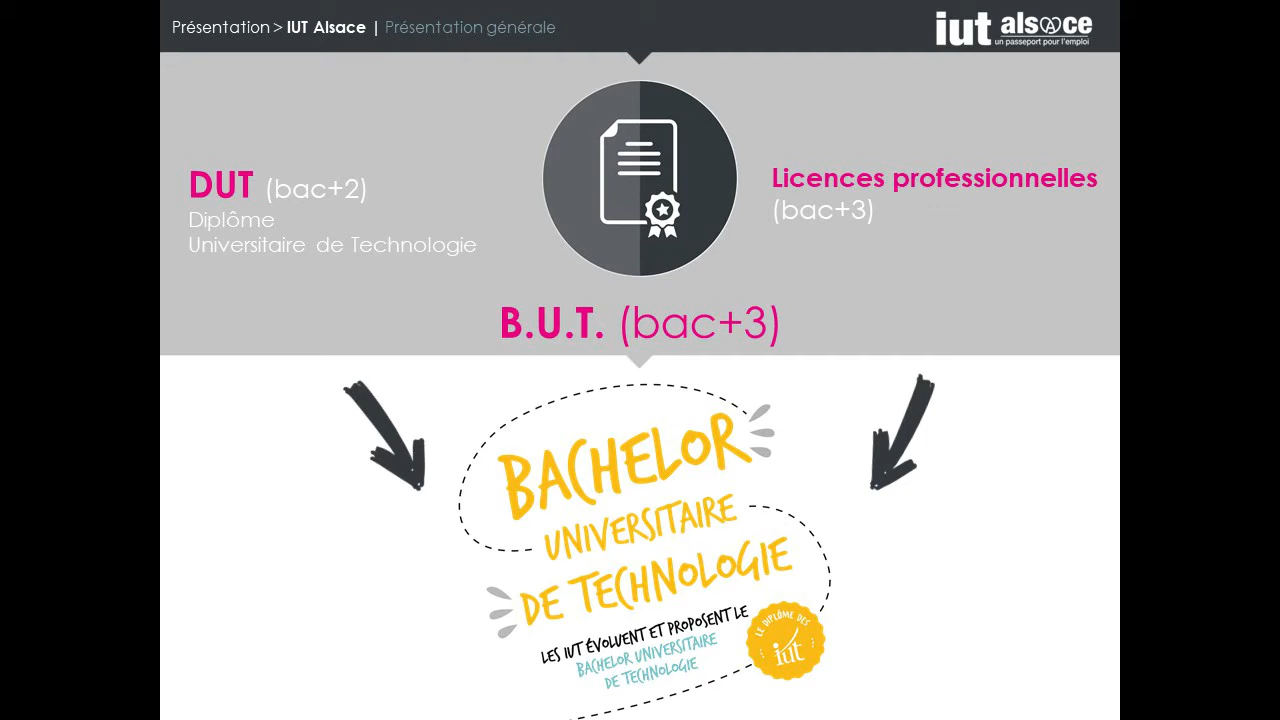 Présentation > IUT Alsace | Présentation générale
iut alsace
un passeport pour l'emploi
DUT (bac+2)
Diplôme
Universitaire de Technologie
Licences professionnelles
(bac+3)
B.U.T. (bac+3)
BACHELOR
UNIVERSITAIRE
DE TECHNOLOGIE
LES IUT ÉVOLUENT ET PROPOSENT LE
BACHELOR UNIVERSITAIRE
DE TECHNOLOGIE
LE DIPLÔME DES
iut